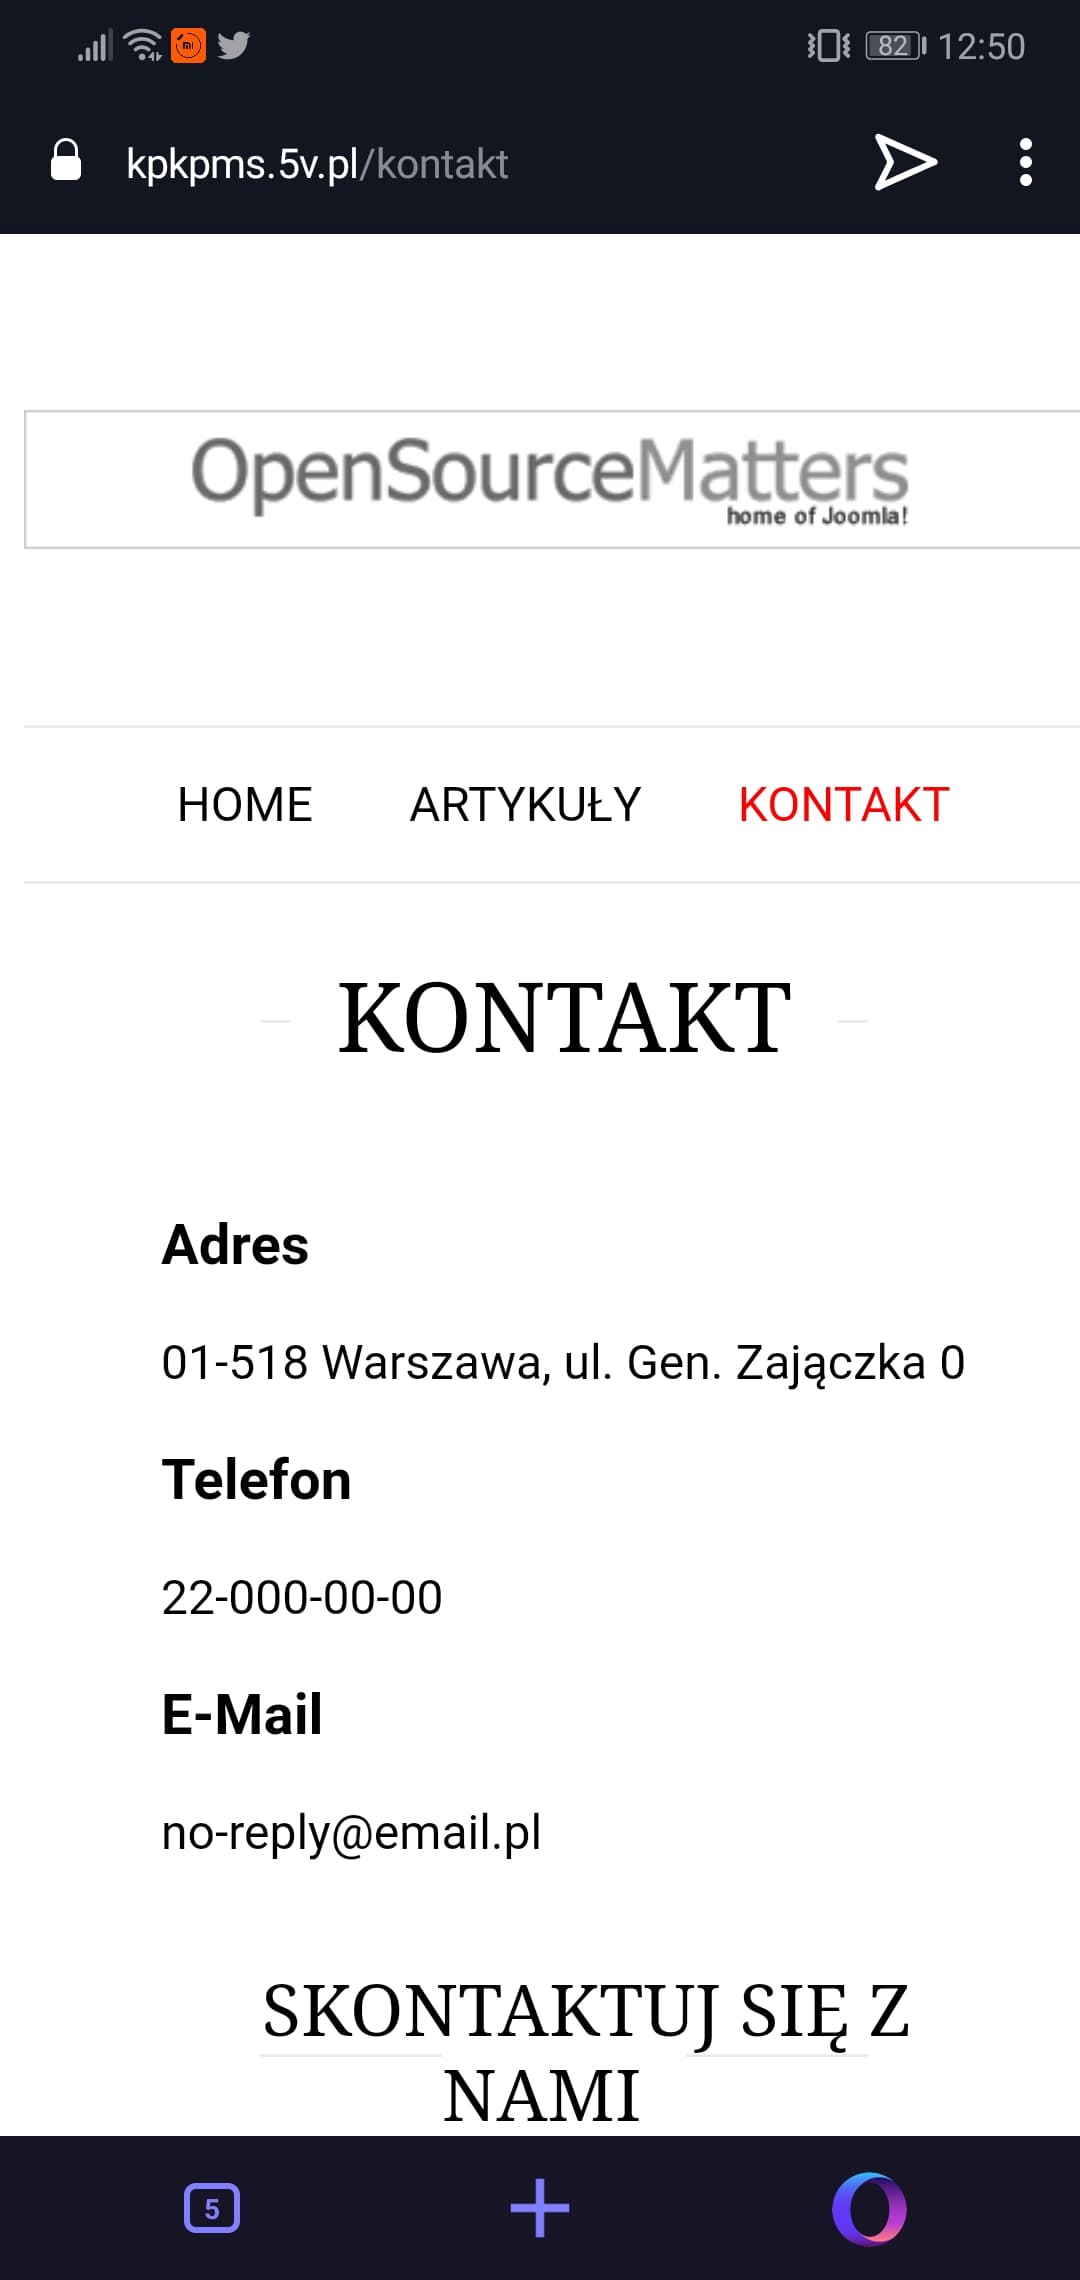 82 12:50
kpkpms.5v.pl/kontakt
OpenSourceMatters
home of Joomla!
HOME ARTYKUŁY KONTAKT
KONTAKT
Adres
01-518 Warszawa, ul. Gen. Zajączka 0
Telefon
22-000-00-00
E-Mail
no-reply@email.pl
SKONTAKTUJ SIĘ Z
NAMI
5